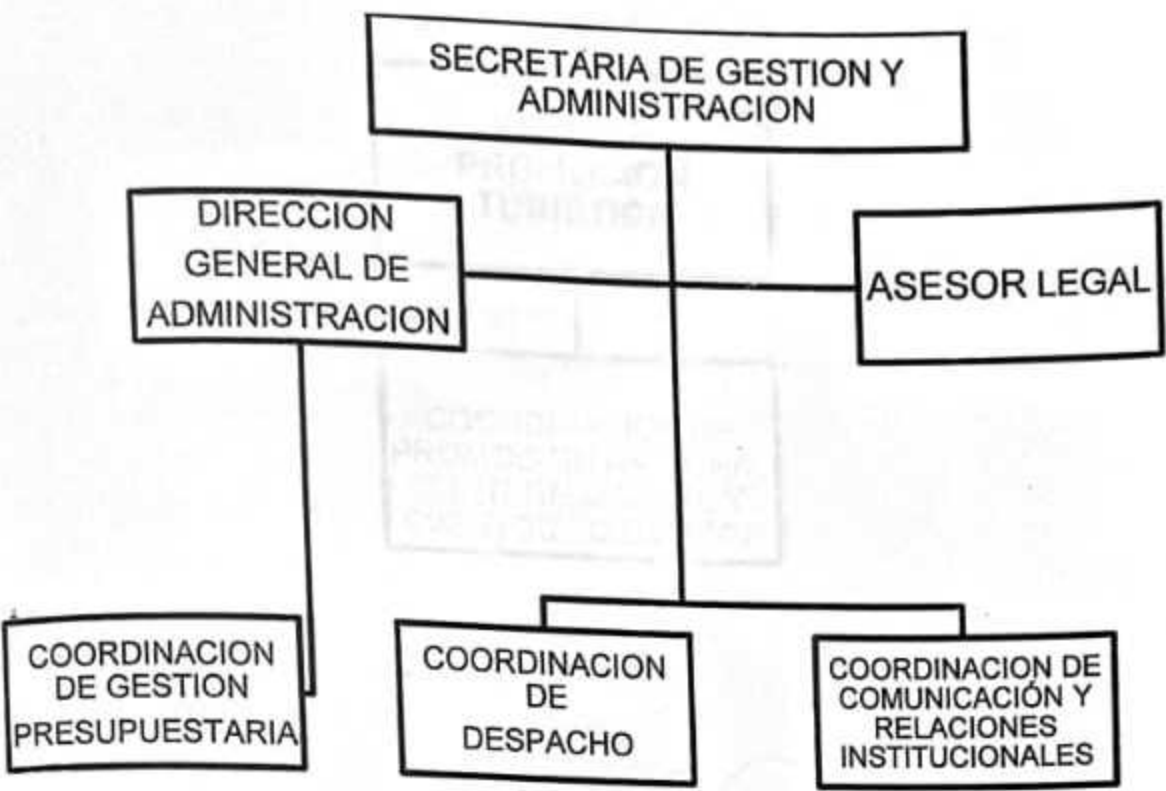 SECRETARIA DE GESTION Y
ADMINISTRACION
DIRECCION
GENERAL DE
ADMINISTRACION
ASESOR LEGAL
COORDINACION
DE GESTION
PRESUPUESTARIA
COORDINACION
DE
DESPACHO
COORDINACION DE
COMUNICACIÓN Y
RELACIONES
INSTITUCIONALES